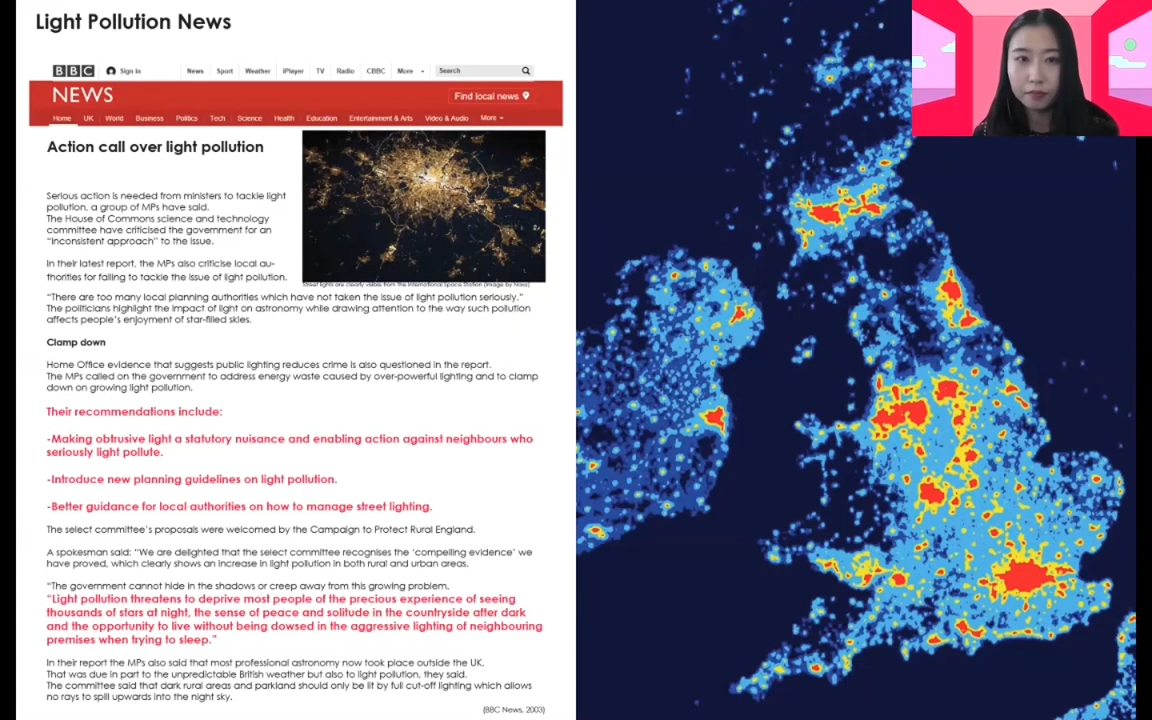 Light Pollution News
BBC Sign in News Sport Weather iPlayer TV Radio CBBC More Search
NEWS Find local news
Home UK World Business Politics Tech Science Health Education Entertainment & Arts Video & Audio More
Action call over light pollution
Serious action is needed from ministers to tackle light
pollution, a group of MPs have said.
The House of Commons science and technology
committee have criticised the government for an
“inconsistent approach” to the issue.
In their latest report, the MPs also criticise local au-
thorities for failing to tackle the issue of light pollution.
Street lights are clearly visible from the International Space Station (Image by Nasa)
“There are too many local planning authorities which have not taken the issue of light pollution seriously.”
The politicians highlight the impact of light on astronomy while drawing attention to the way such pollution
affects people’s enjoyment of star-filled skies.
Clamp down
Home Office evidence that suggests public lighting reduces crime is also questioned in the report.
The MPs called on the government to address energy waste caused by over-powerful lighting and to clamp
down on growing light pollution.
Their recommendations include:
-Making obtrusive light a statutory nuisance and enabling action against neighbours who
seriously light pollute.
-Introduce new planning guidelines on light pollution.
-Better guidance for local authorities on how to manage street lighting.
The select committee’s proposals were welcomed by the Campaign to Protect Rural England.
A spokesman said: “We are delighted that the select committee recognises the ‘compelling evidence’ we
have proved, which clearly shows an increase in light pollution in both rural and urban areas.
“The government cannot hide in the shadows or creep away from this growing problem.
“Light pollution threatens to deprive most people of the precious experience of seeing
thousands of stars at night, the sense of peace and solitude in the countryside after dark
and the opportunity to live without being dowsed in the aggressive lighting of neighbouring
premises when trying to sleep.”
In their report the MPs also said that most professional astronomy now took place outside the UK.
That was due in part to the unpredictable British weather but also to light pollution, they said.
The committee said that dark rural areas and parkland should only be lit by full cut-off lighting which allows
no rays to spill upwards into the night sky.
(BBC News, 2003)